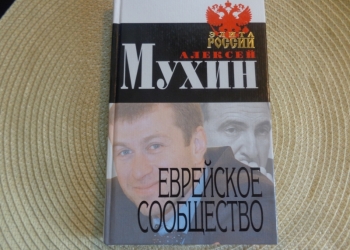 ЭЛИТА
РОССИИ
АЛЕКСЕЙ
МУХИН
ЕВРЕЙСКОЕ
СООБЩЕСТВО